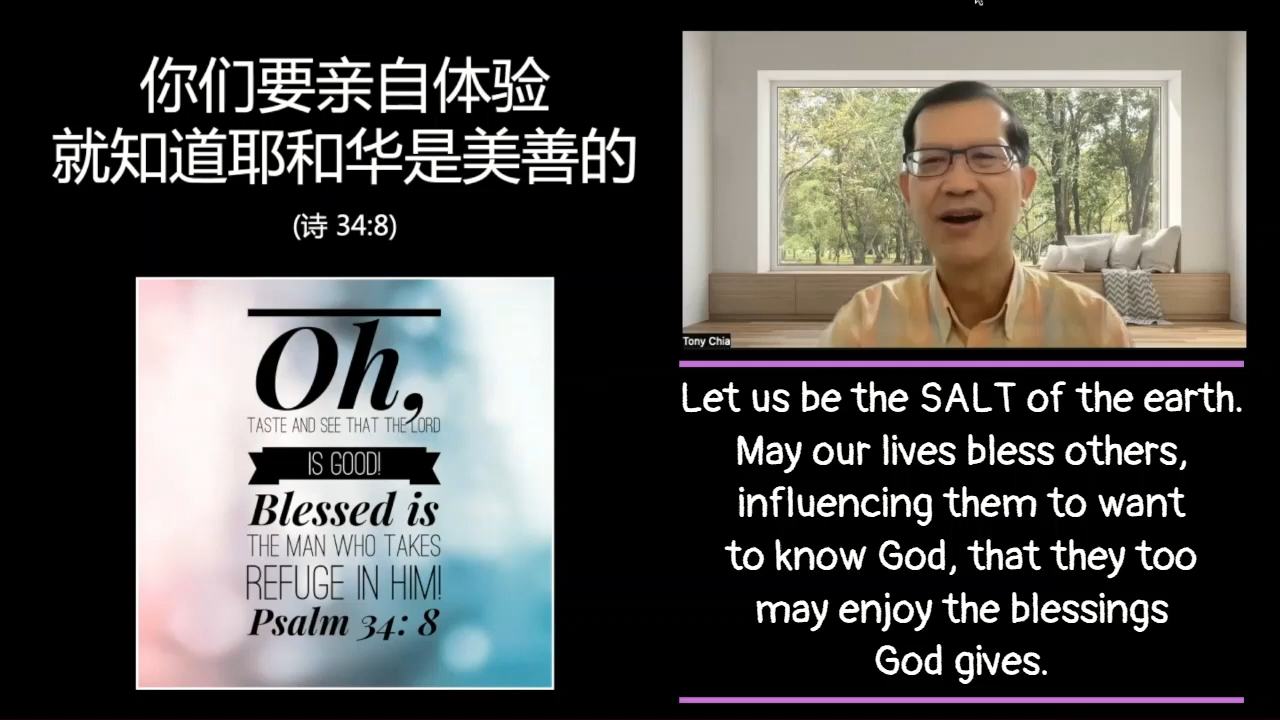 你们要亲自体验
就知道耶和华是美善的
(诗 34:8)
Oh,
TASTE AND SEE THAT THE LORD
IS GOOD!
Blessed is
THE MAN WHO TAKES
REFUGE IN HIM!
Psalm 34: 8
Tony Chia
Let us be the SALT of the earth.
May our lives bless others,
influencing them to want
to know God, that they too
may enjoy the blessings
God gives.